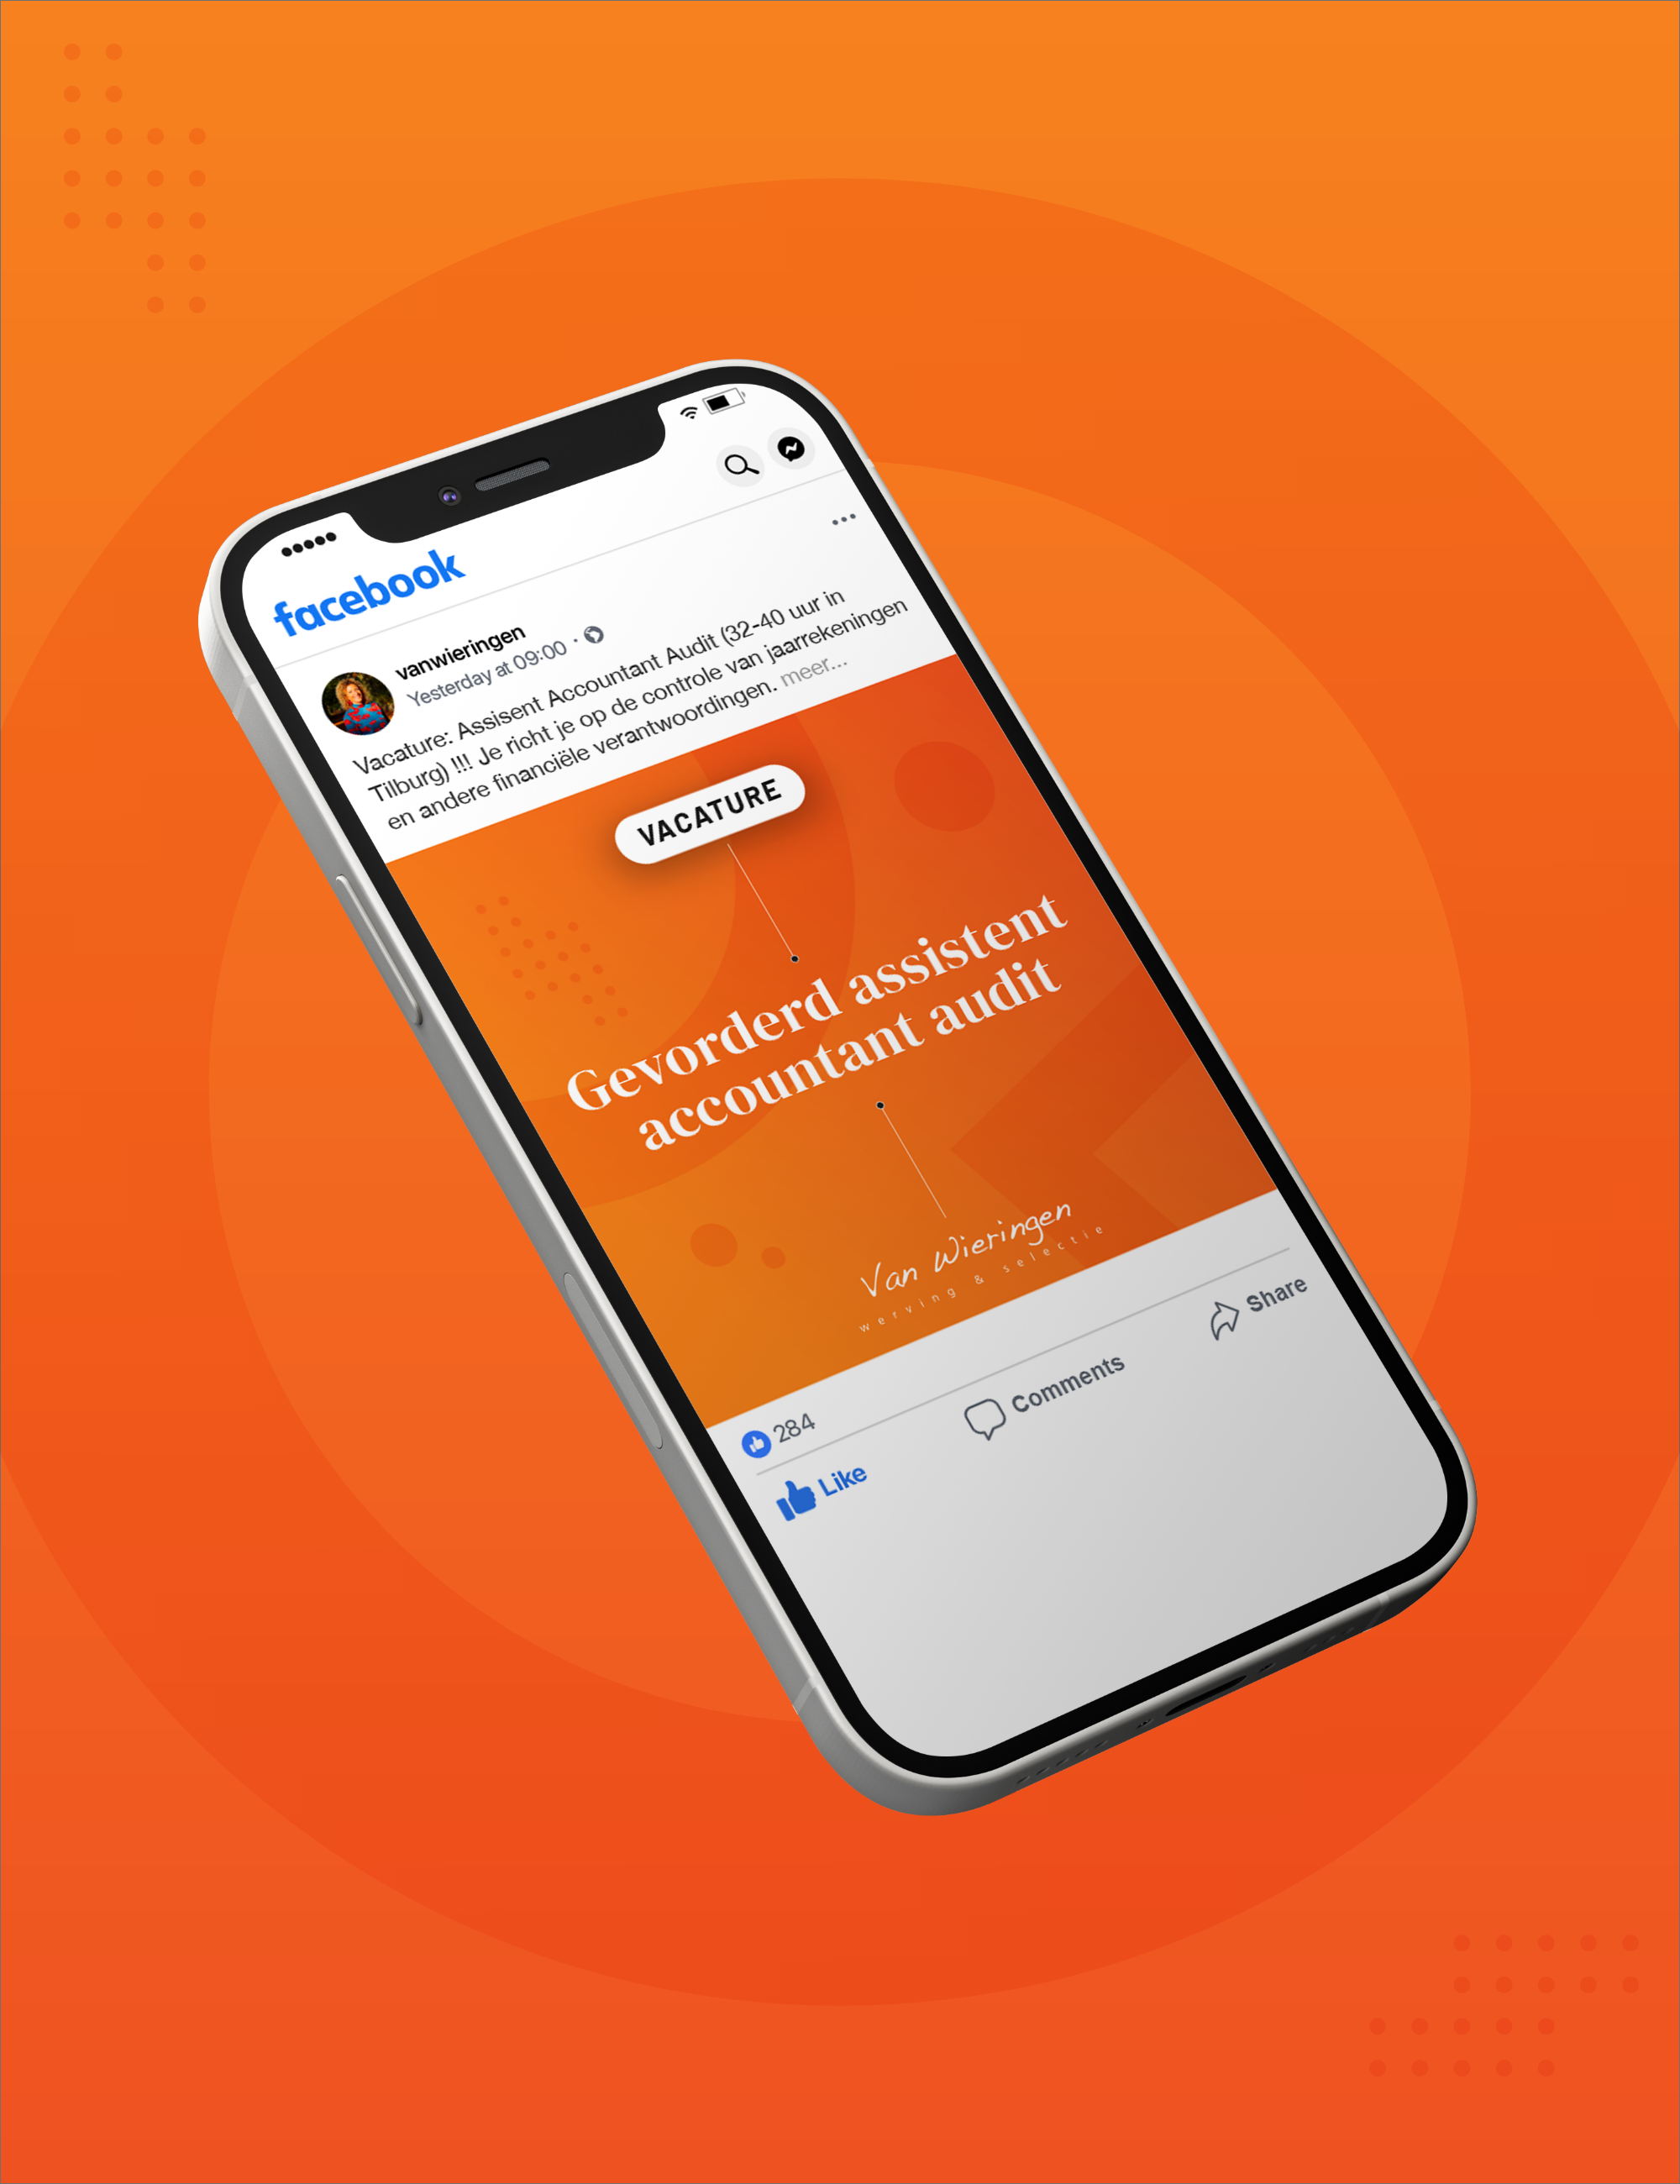 facebook
vanwieringen
Yesterday at 09:00 ·
Vacature: Assisent Accountant Audit (32-40 uur in
Tilburg) !!! Je richt je op de controle van jaarrekeningen
en andere financiële verantwoordingen. meer...
VACATURE
Gevorderd assistent
accountant audit
Van Wieringen
werving & selectie
284
Like
Comments
Share